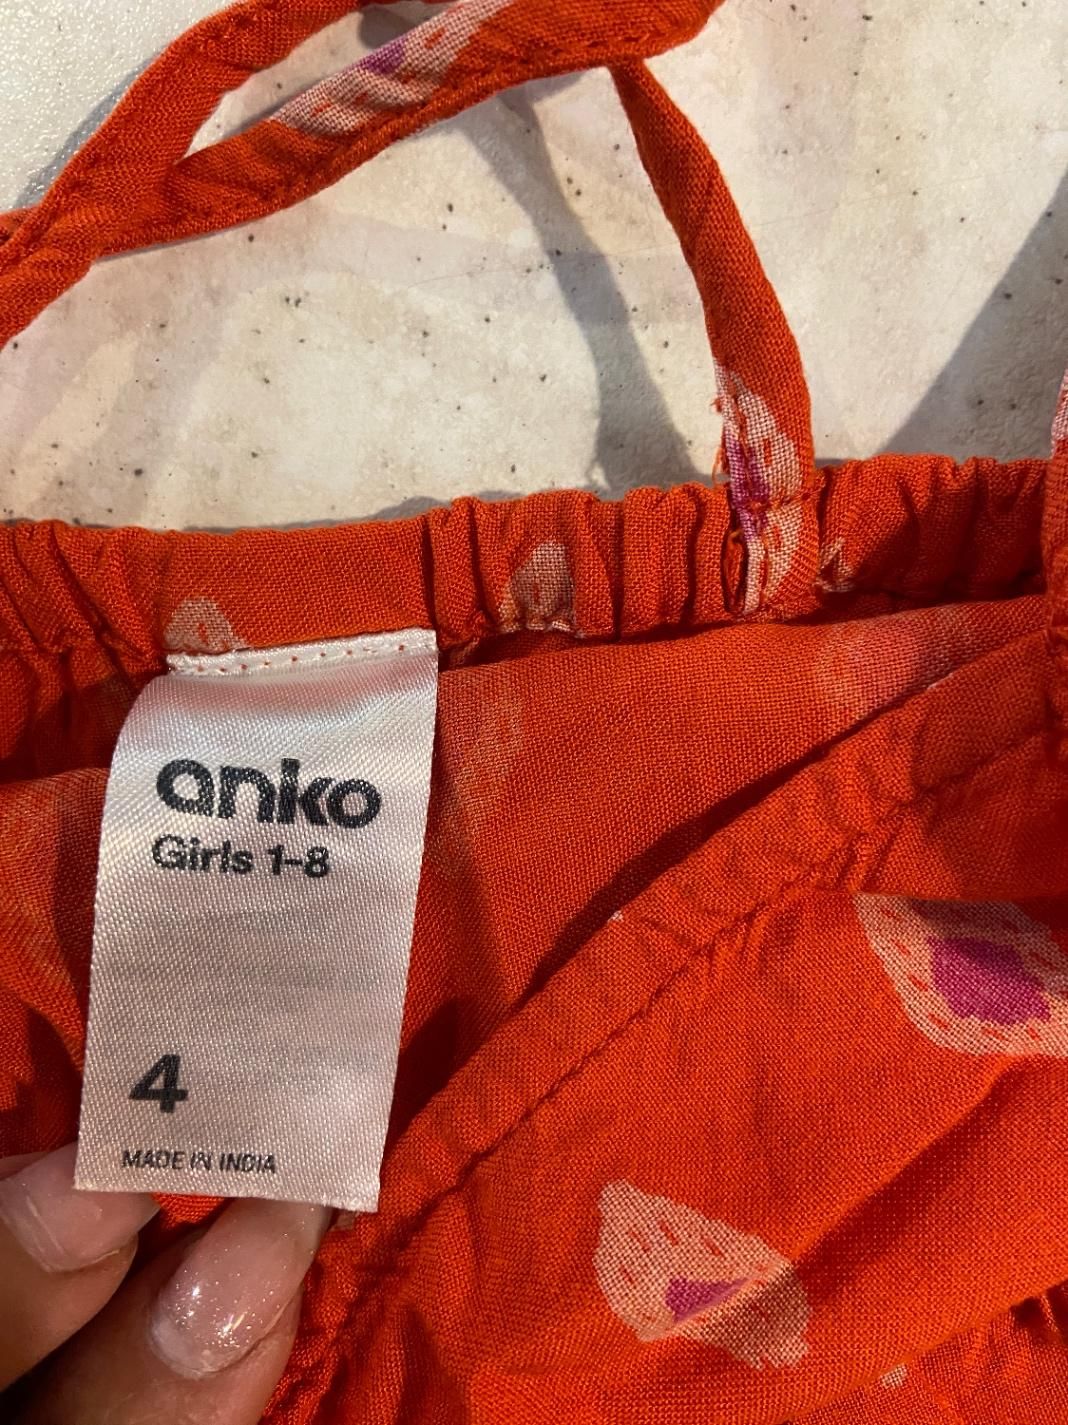 anko
Girls 1-8
4
MADE IN INDIA